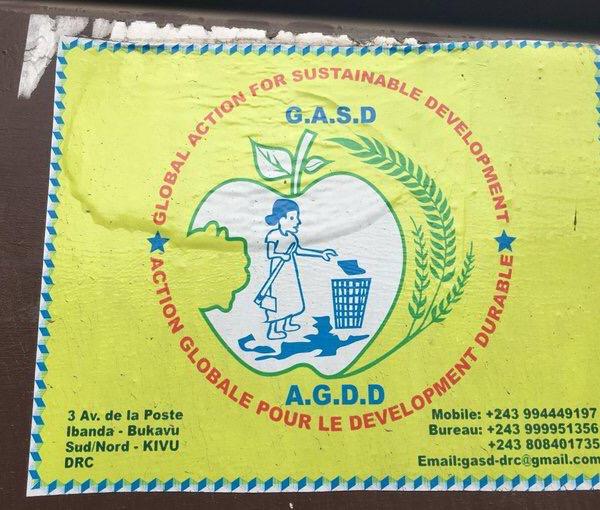 GLOBAL ACTION FOR SUSTAINABLE DEVELOPMENT
G.A.S.D
A.G.D.D
ACTION GLOBALE POUR LE DEVELOPMENT DURABLE
3 Av. de la Poste
Ibanda - Bukavu
Sud/Nord - KIVU
DRC
Mobile: +243 994449197
Bureau: +243 999951356
+243 808401735
Email:gasd-drc@gmail.com